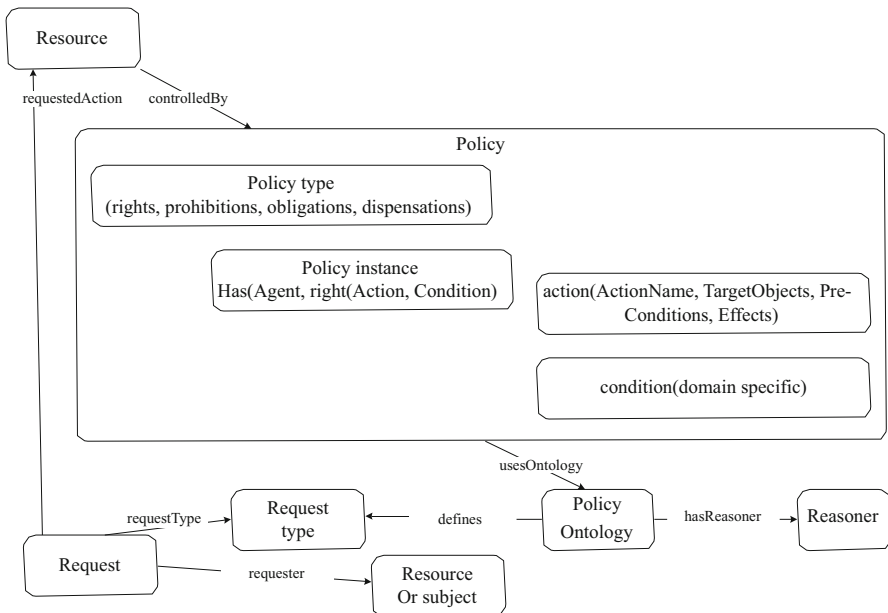 Resource
requestedAction
controlledBy
Policy
Policy type
(rights, prohibitions, obligations, dispensations)
Policy instance
Has(Agent, right(Action, Condition)
action(ActionName, TargetObjects, Pre-
Conditions, Effects)
condition(domain specific)
usesOntology
requestType
Request
type
defines
Policy
Ontology
hasReasoner
Reasoner
Request
requester
Resource
Or subject